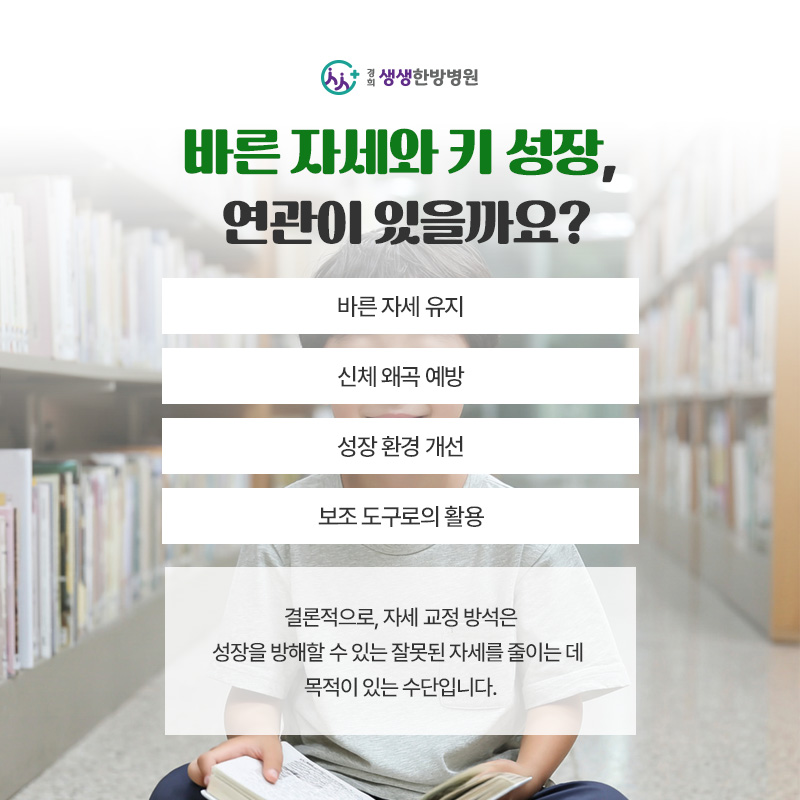 경희 생생한방병원
바른 자세와 키 성장,
연관이 있을까요?
바른 자세 유지
신체 왜곡 예방
성장 환경 개선
보조 도구로의 활용
결론적으로, 자세 교정 방석은
성장을 방해할 수 있는 잘못된 자세를 줄이는 데
목적이 있는 수단입니다.